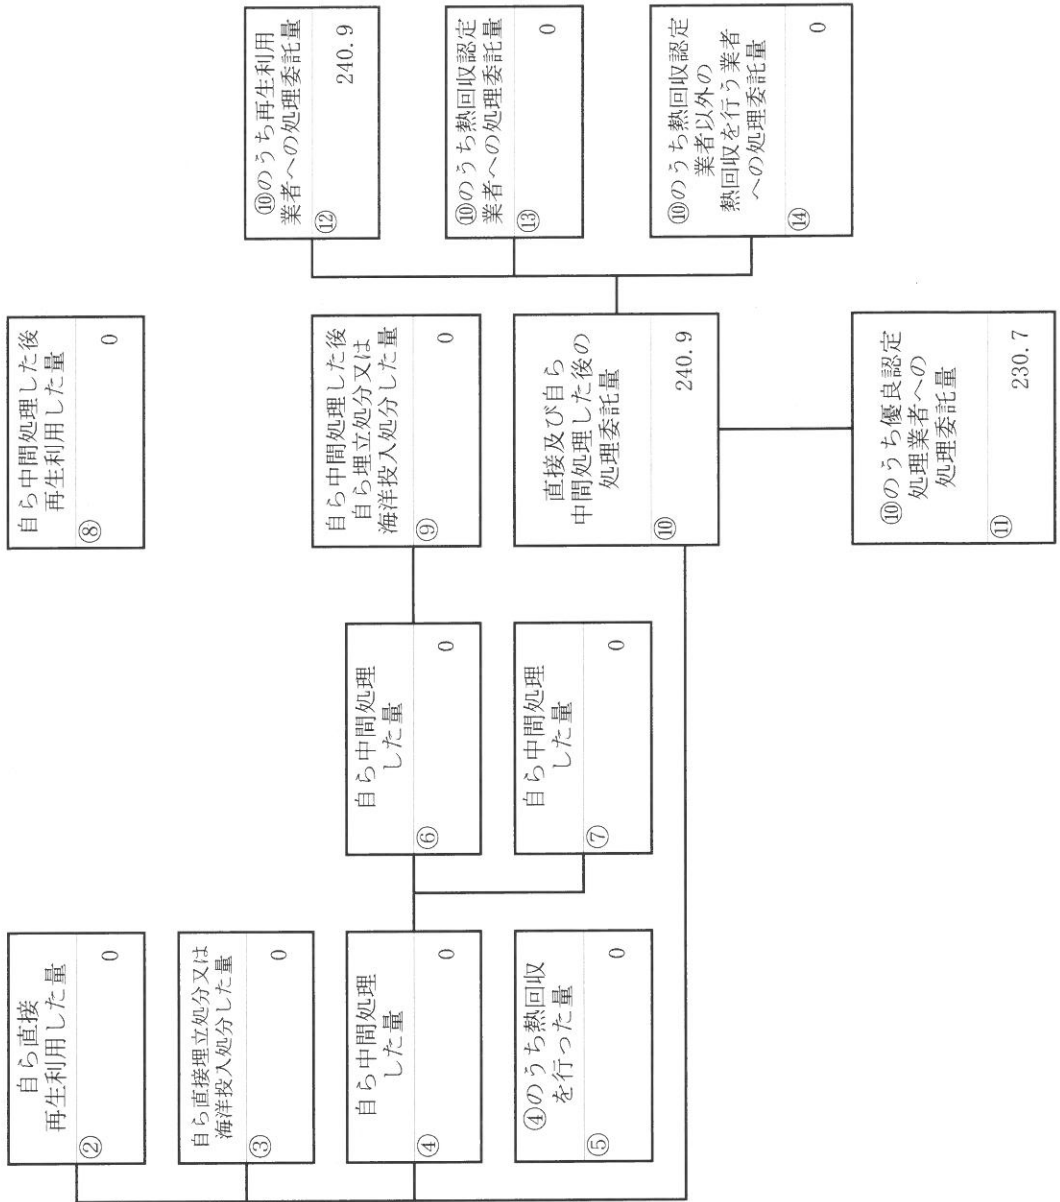 自ら直接
再生利用した量
②
0
自ら直接埋立処分又は
海洋投入処分した量
③
0
自ら中間処理
した量
④
0
④のうち熱回収
を行った量
⑤
0
自ら中間処理
した量
⑥
0
自ら中間処理
した量
⑦
0
自ら中間処理した後
再生利用した量
⑧
0
自ら中間処理した後
自ら埋立処分又は
海洋投入処分した量
⑨
0
直接及び自ら
中間処理した後の
処理委託量
⑩
240.9
⑩のうち優良認定
処理業者への
処理委託量
⑪
230.7
⑩のうち再生利用
業者への処理委託量
⑫
240.9
⑩のうち熱回収認定
業者への処理委託量
⑬
0
⑩のうち熱回収認定
業者以外の
熱回収を行う業者
への処理委託量
⑭
0